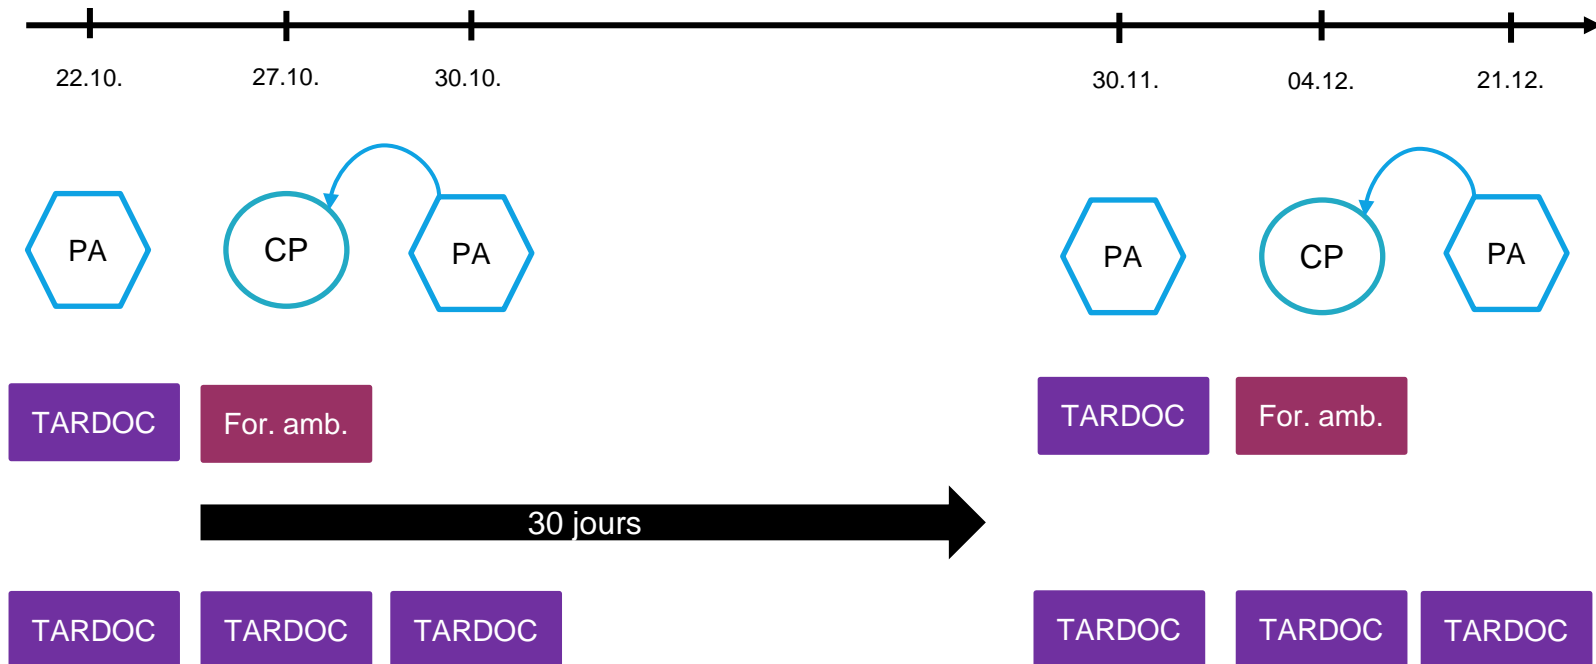 22.10. 27.10. 30.10. 30.11. 04.12. 21.12.
PA CP PA PA CP PA
TARDOC For. amb. TARDOC For. amb.
30 jours
TARDOC TARDOC TARDOC TARDOC TARDOC TARDOC